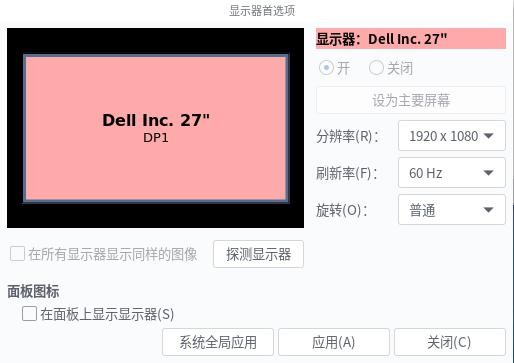 显示器首选项
Dell Inc. 27"
DP1
显示器：Dell Inc. 27"
开 关闭
设为主要屏幕
分辨率(R)： 1920 x 1080
刷新率(F)： 60 Hz
旋转(O)： 普通
在所有显示器显示同样的图像 探测显示器
面板图标
在面板上显示显示器(S)
系统全局应用 应用(A) 关闭(C)